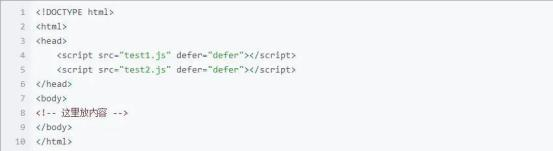 1 <!DOCTYPE html>
2 <html>
3 <head>
4     <script src="test1.js" defer="defer"></script>
5     <script src="test2.js" defer="defer"></script>
6 </head>
7 <body>
8 <!-- 这里放内容 -->
9 </body>
10 </html>